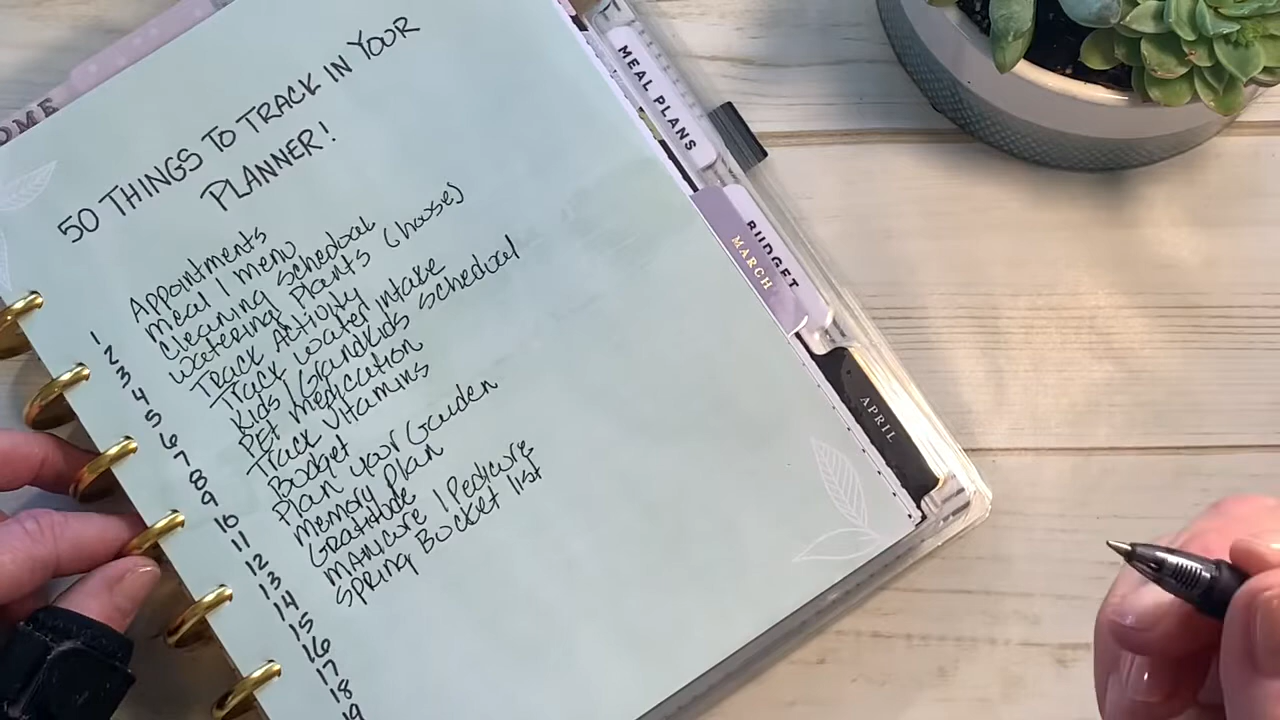 OME
50 THINGS TO TRACK IN YOUR
PLANNER!
1 Appointments
2 Meal / Menu
3 Cleaning Schedual
4 Watering Plants (house)
5 Track Activity
6 Track Water Intake
7 Kids / Grandkids Schedual
8 PEt Medication
9 Track Vitamins
10 Budget
11 Plan your Gauden
12 Memory Plan
13 Gratitude
14 MANicure / Pedicure
15 Spring Bucket list
16
17
18
19
MEAL PLANS
BUDGET
MARCH
APRIL